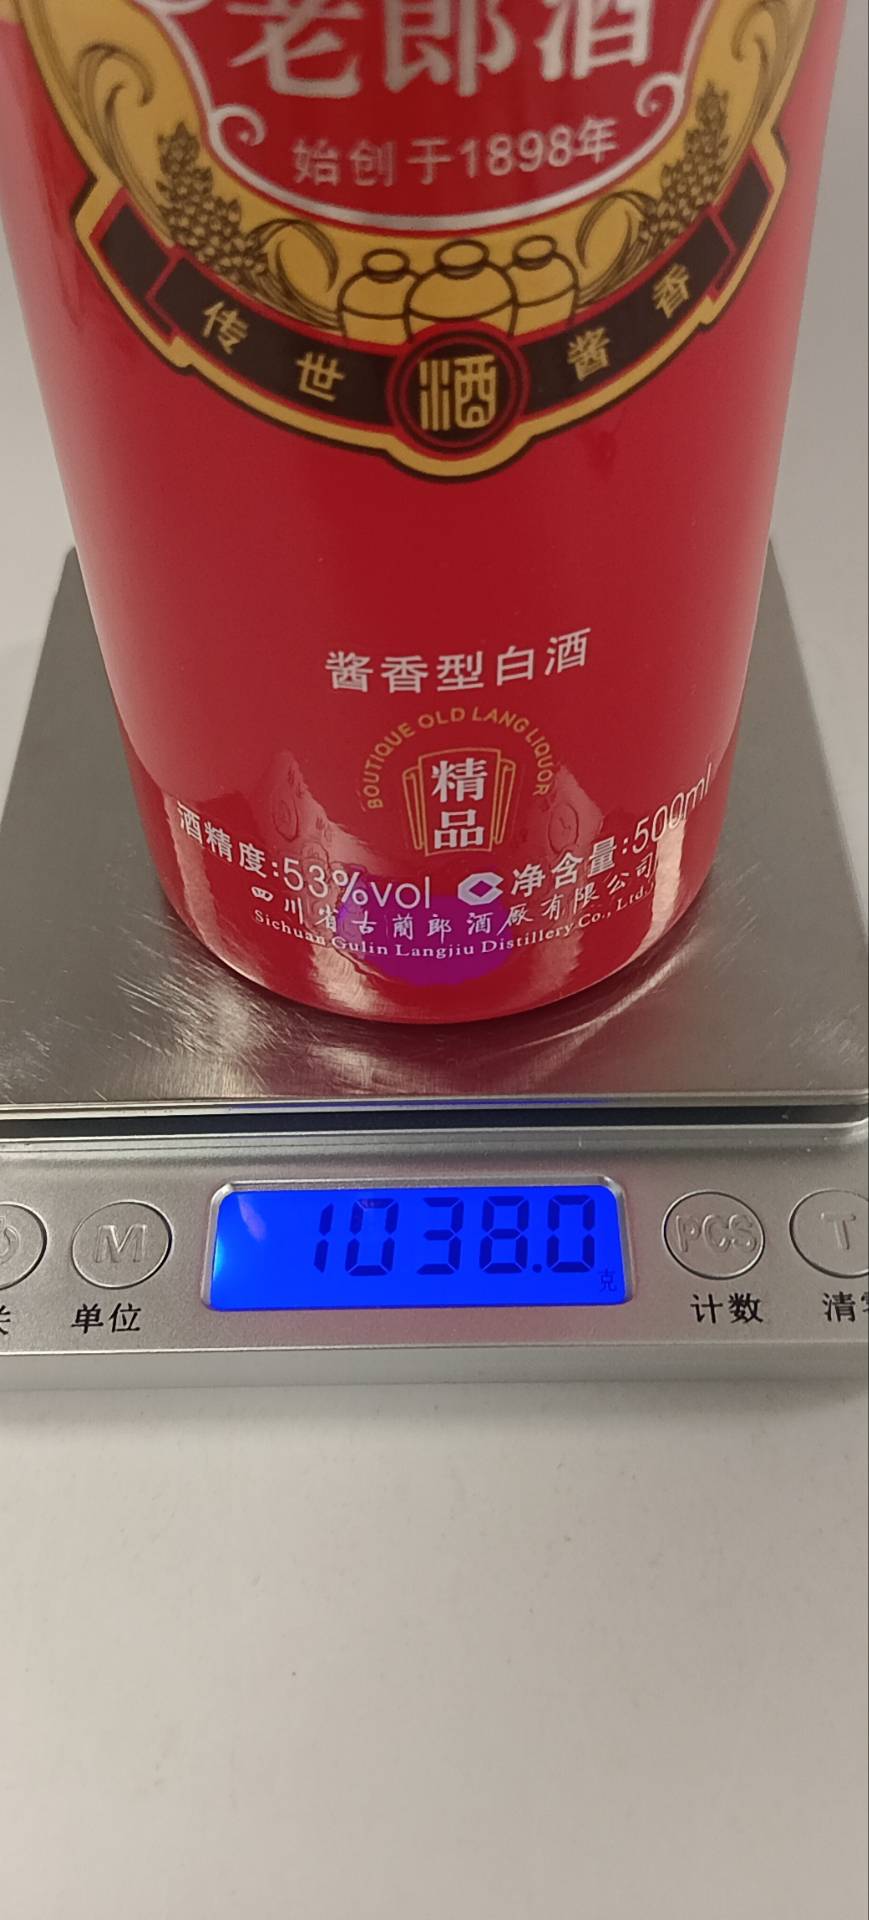 老郎酒
始创于1898年
传世酒酱香
酱香型白酒
BOUTIQUE OLD LANG LIQUOR
精品
酒精度:53%vol 净含量:500ml
四川省古蔺郎酒厂有限公司
Sichuan Gulin Langjiu Distillery Co., Ltd.
1038.0 克
M PCS T
单位 计数 清